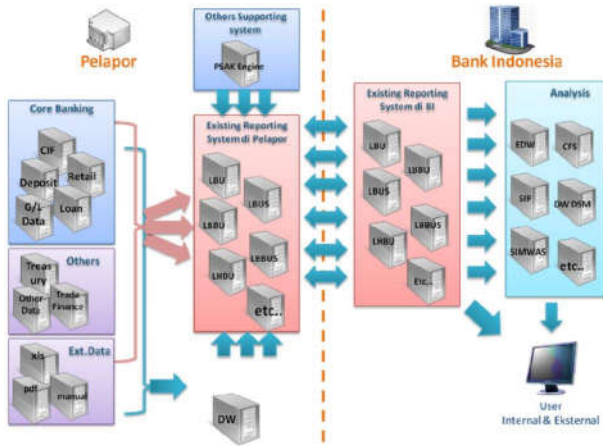 Pelapor
Others Supporting
system
PSAK Engine
Bank Indonesia
Core Banking
CIF
Deposit
Retail
G/L
Data
Loan
Others
Treas
ury
Other
Data
Trade
Finance
Ext.Data
xls
pdf
manual
Existing Reporting
System di Pelapor
LBU
LBUS
LBBU
LBBUS
LHBU
etc..
DW
Existing Reporting
System di BI
LBU
LBBU
LBUS
LBBUS
LHBU
Etc..
Analysis
EDW
CFS
SIP
DW DSM
SIMWAS
etc..
User
Internal & Eksternal